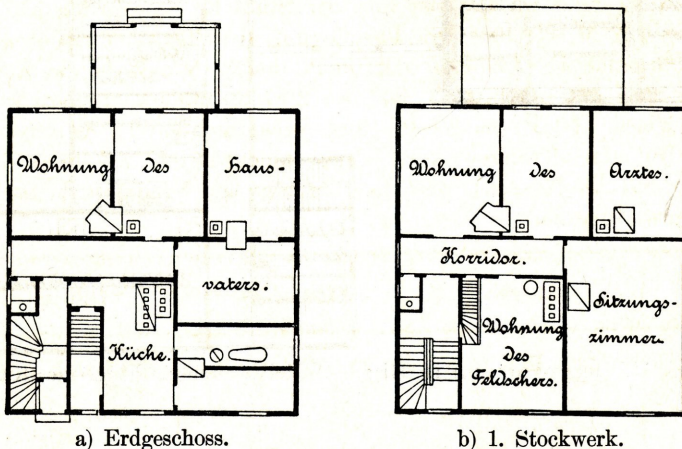 Wohnung des Haus-
vaters.
Küche.
a) Erdgeschoss.
Wohnung des Arztes.
Korridor.
Sitzungs-
zimmer.
Wohnung
des
Feldschers.
b) 1. Stockwerk.